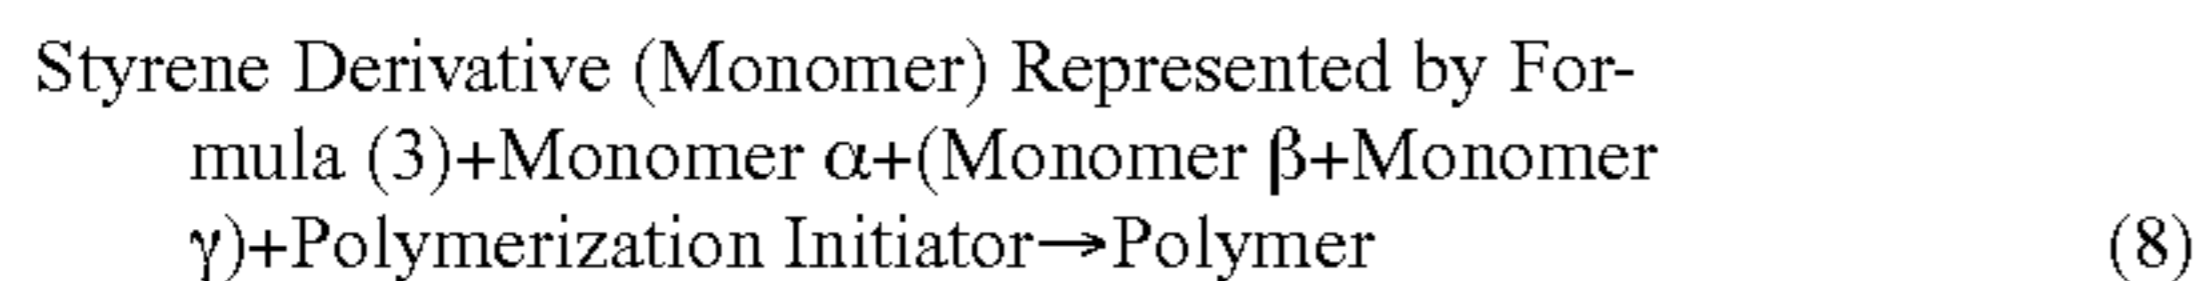 Styrene Derivative (Monomer) Represented by For-
mula (3)+Monomer α+(Monomer β+Monomer
γ)+Polymerization Initiator→Polymer (8)